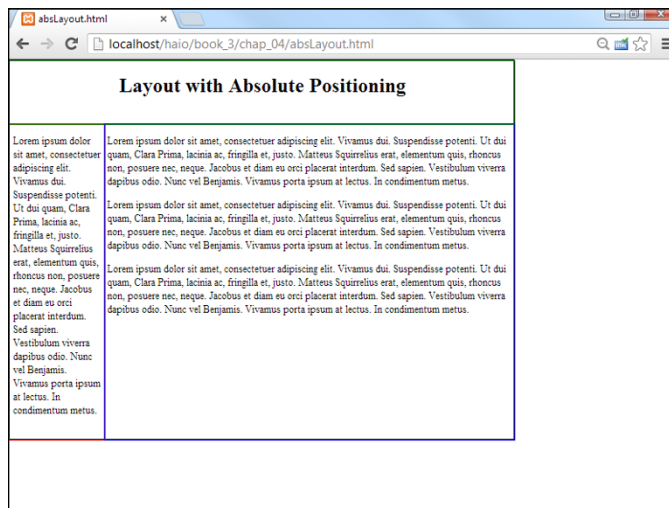 absLayout.html
localhost/haio/book_3/chap_04/absLayout.html
Layout with Absolute Positioning
Lorem ipsum dolor
sit amet, consectetuer
adipiscing elit.
Vivamus dui.
Suspendisse potenti.
Ut dui quam, Clara
Prima, lacinia ac,
fringilla et, justo.
Matteus Squirrelius
erat, elementum quis,
rhoncus non, posuere
nec, neque. Jacobus
et diam eu orci
placerat interdum.
Sed sapien.
Vestibulum viverra
dapibus odio. Nunc
vel Benjamis.
Vivamus porta ipsum
at lectus. In
condimentum metus.
Lorem ipsum dolor sit amet, consectetuer adipiscing elit. Vivamus dui. Suspendisse potenti. Ut dui
quam, Clara Prima, lacinia ac, fringilla et, justo. Matteus Squirrelius erat, elementum quis, rhoncus
non, posuere nec, neque. Jacobus et diam eu orci placerat interdum. Sed sapien. Vestibulum viverra
dapibus odio. Nunc vel Benjamis. Vivamus porta ipsum at lectus. In condimentum metus.
Lorem ipsum dolor sit amet, consectetuer adipiscing elit. Vivamus dui. Suspendisse potenti. Ut dui
quam, Clara Prima, lacinia ac, fringilla et, justo. Matteus Squirrelius erat, elementum quis, rhoncus
non, posuere nec, neque. Jacobus et diam eu orci placerat interdum. Sed sapien. Vestibulum viverra
dapibus odio. Nunc vel Benjamis. Vivamus porta ipsum at lectus. In condimentum metus.
Lorem ipsum dolor sit amet, consectetuer adipiscing elit. Vivamus dui. Suspendisse potenti. Ut dui
quam, Clara Prima, lacinia ac, fringilla et, justo. Matteus Squirrelius erat, elementum quis, rhoncus
non, posuere nec, neque. Jacobus et diam eu orci placerat interdum. Sed sapien. Vestibulum viverra
dapibus odio. Nunc vel Benjamis. Vivamus porta ipsum at lectus. In condimentum metus.